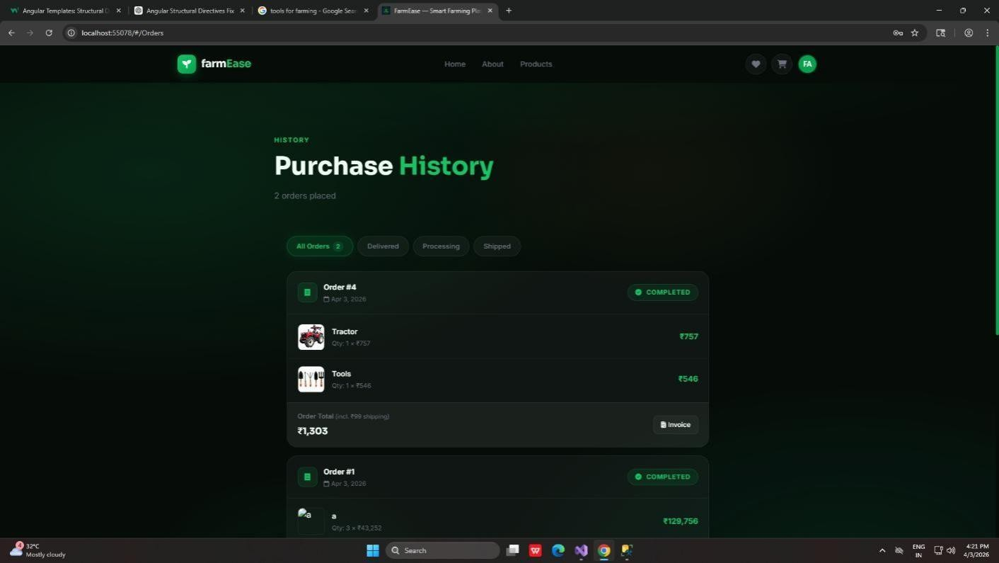 Angular Templates: Structural D
Angular Structural Directives Fix
tools for farming - Google Sear
FarmEase — Smart Farming Pla
localhost:55078/#/Orders
farmEase
Home
About
Products
FA
HISTORY
Purchase History
2 orders placed
All Orders 2
Delivered
Processing
Shipped
Order #4
Apr 3, 2026
COMPLETED
Tractor
Qty: 1 × ₹757
₹757
Tools
Qty: 1 × ₹546
₹546
Order Total (incl. ₹99 shipping)
₹1,303
Invoice
Order #1
Apr 3, 2026
COMPLETED
a
a
Qty: 3 × ₹43,252
₹129,756
4
32°C
Mostly cloudy
Search
ENG
IN
4:21 PM
4/3/2026